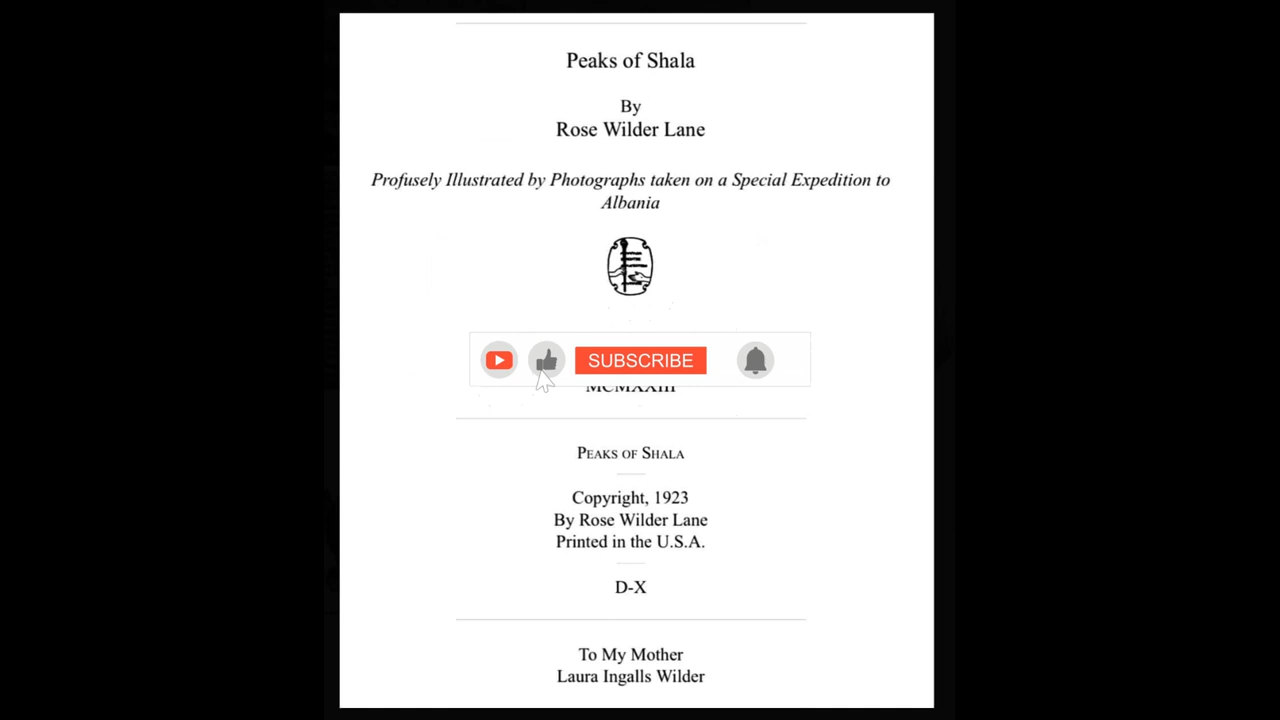 Peaks of Shala
By
Rose Wilder Lane
Profusely Illustrated by Photographs taken on a Special Expedition to
Albania
SUBSCRIBE
MCMXXIII
Peaks of Shala
Copyright, 1923
By Rose Wilder Lane
Printed in the U.S.A.
D-X
To My Mother
Laura Ingalls Wilder